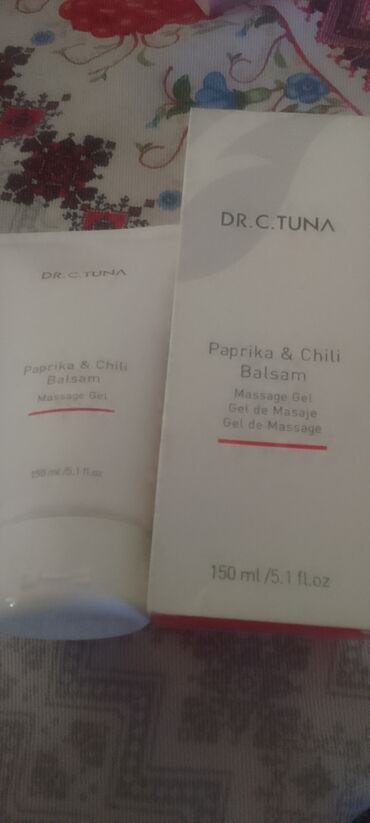 DR.C.TUNA
Paprika & Chili
Balsam
Massage Gel
150 ml/5.1 fl.oz
DR.C.TUNA
Paprika & Chili
Balsam
Massage Gel
Gel de Masaje
Gel de Massage
150 ml/5.1 fl.oz